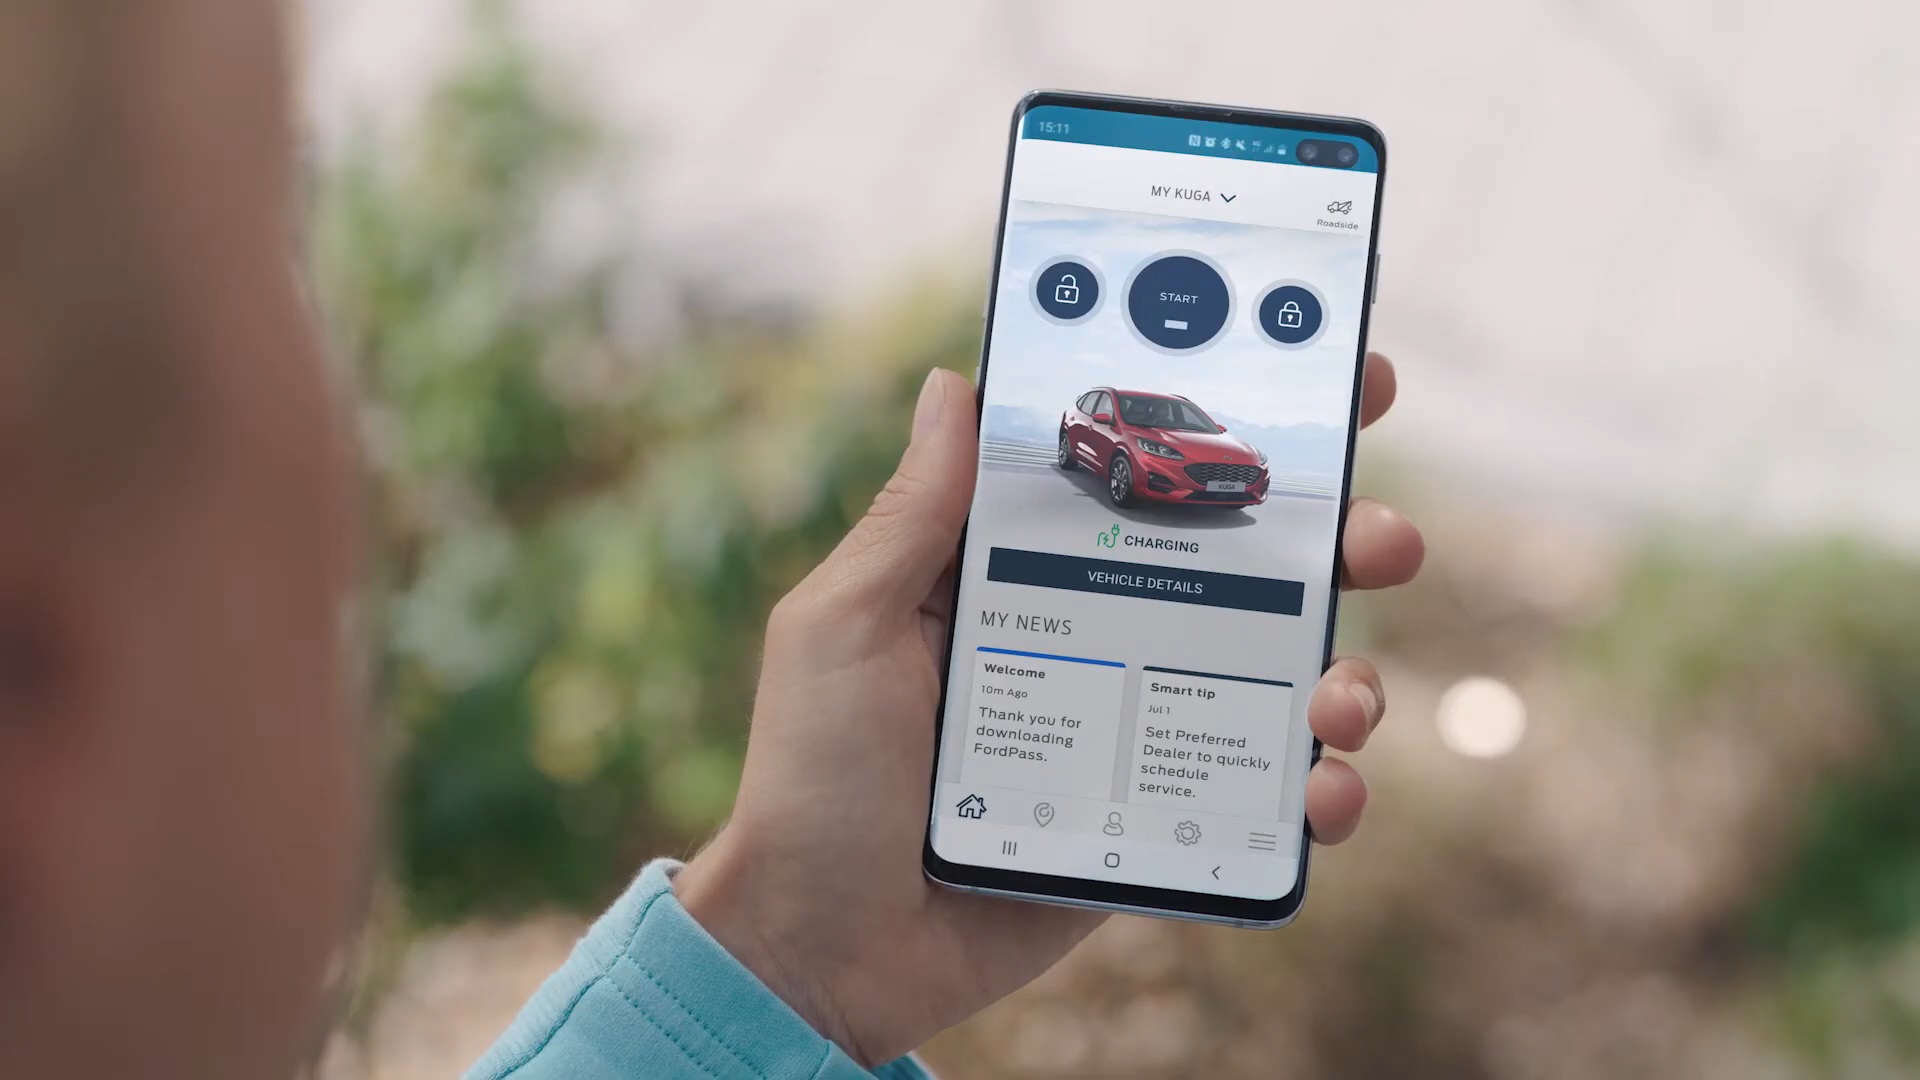 15:11
4G
MY KUGA
Roadside
START
KUGA
CHARGING
VEHICLE DETAILS
MY NEWS
Welcome
10m Ago
Thank you for
downloading
FordPass.
Smart tip
Jul 1
Set Preferred
Dealer to quickly
schedule
service.